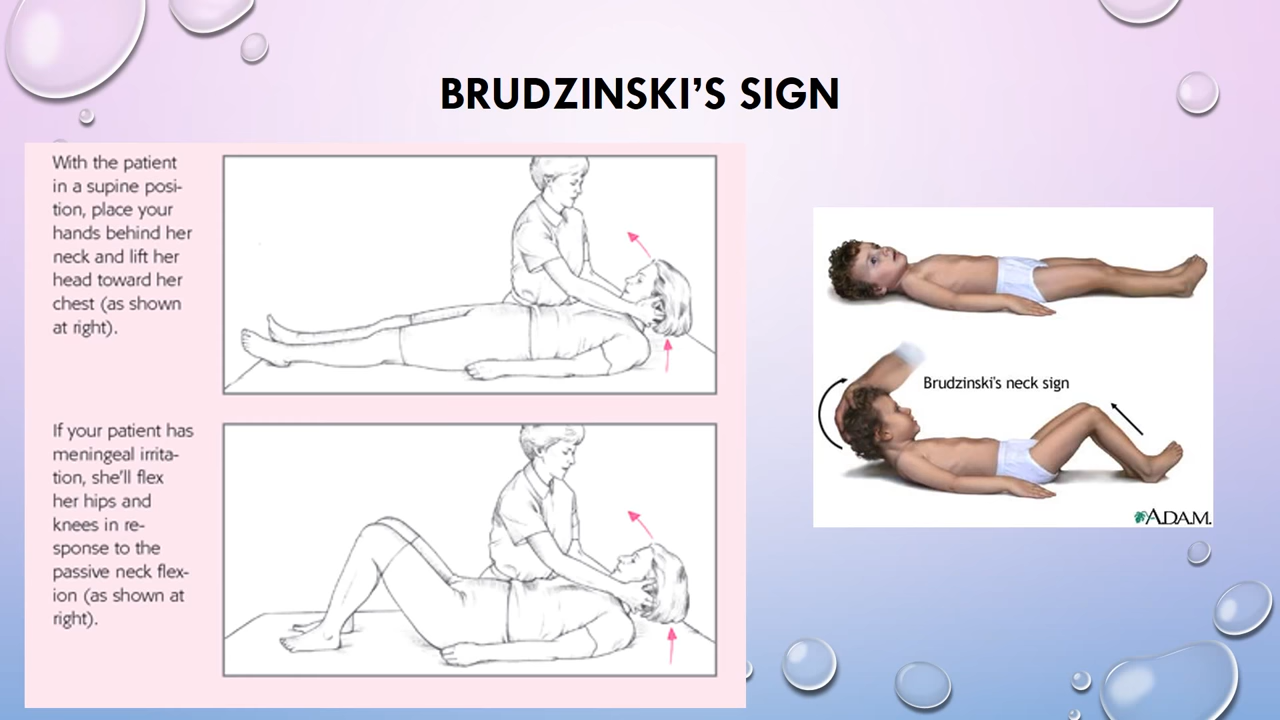 BRUDZINSKI'S SIGN
With the patient
in a supine posi-
tion, place your
hands behind her
neck and lift her
head toward her
chest (as shown
at right).
If your patient has
meningeal irrita-
tion, she'll flex
her hips and
knees in re-
sponse to the
passive neck flex-
ion (as shown at
right).
Brudzinski's neck sign
ADAM.